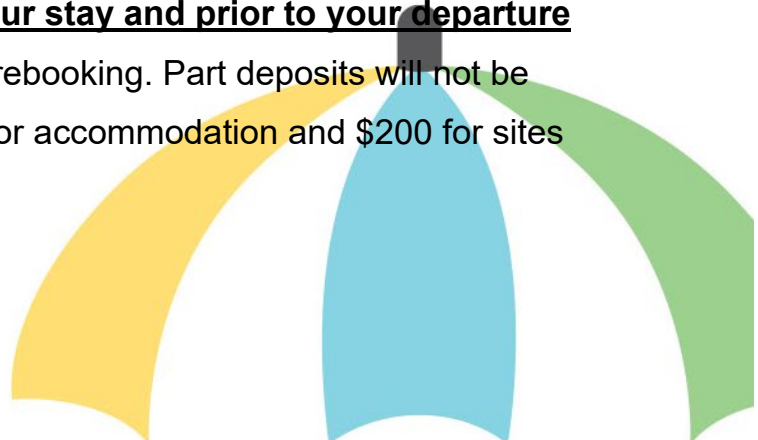 ur stay and prior to your departure
rebooking. Part deposits will not be
or accommodation and $200 for sites